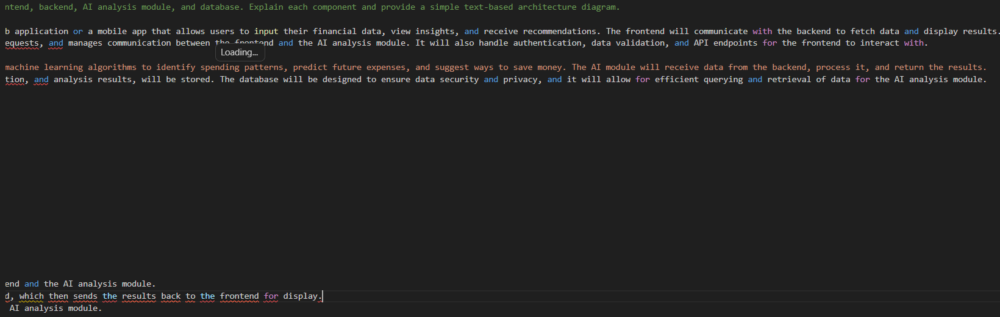 ntend, backend, AI analysis module, and database. Explain each component and provide a simple text-based architecture diagram.
b application or a mobile app that allows users to input their financial data, view insights, and receive recommendations. The frontend will communicate with the backend to fetch data and display results.
equests, and manages communication between the frontend and the AI analysis module. It will also handle authentication, data validation, and API endpoints for the frontend to interact with.
Loading...
machine learning algorithms to identify spending patterns, predict future expenses, and suggest ways to save money. The AI module will receive data from the backend, process it, and return the results.
tion, and analysis results, will be stored. The database will be designed to ensure data security and privacy, and it will allow for efficient querying and retrieval of data for the AI analysis module.
end and the AI analysis module.
d, which then sends the results back to the frontend for display.
AI analysis module.